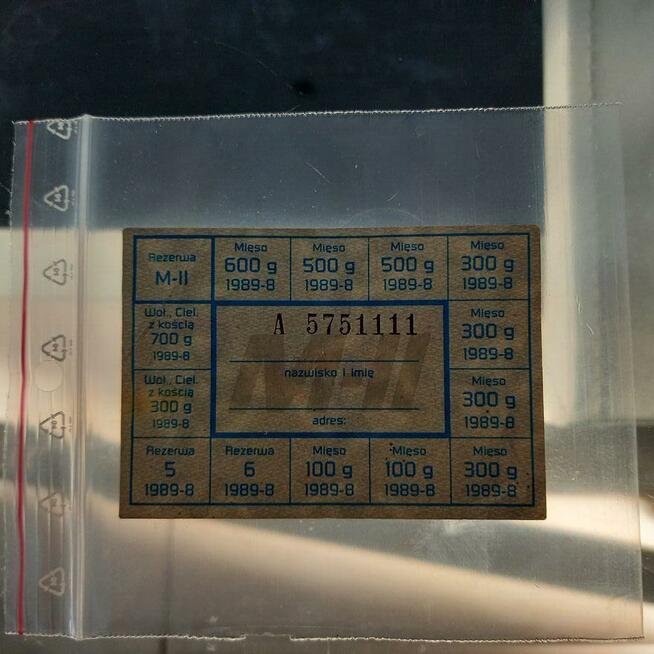 Rezerwa
M-II
Mięso
600 g
1989-8
Mięso
500 g
1989-8
Mięso
500 g
1989-8
Mięso
300 g
1989-8
Woł., Ciel.
z kością
700 g
1989-8
A 5751111
M-II
nazwisko i imię
adres:
Mięso
300 g
1989-8
Woł., Ciel.
z kością
300 g
1989-8
Mięso
300 g
1989-8
Rezerwa
5
1989-8
Rezerwa
6
1989-8
Mięso
100 g
1989-8
Mięso
100 g
1989-8
Mięso
300 g
1989-8